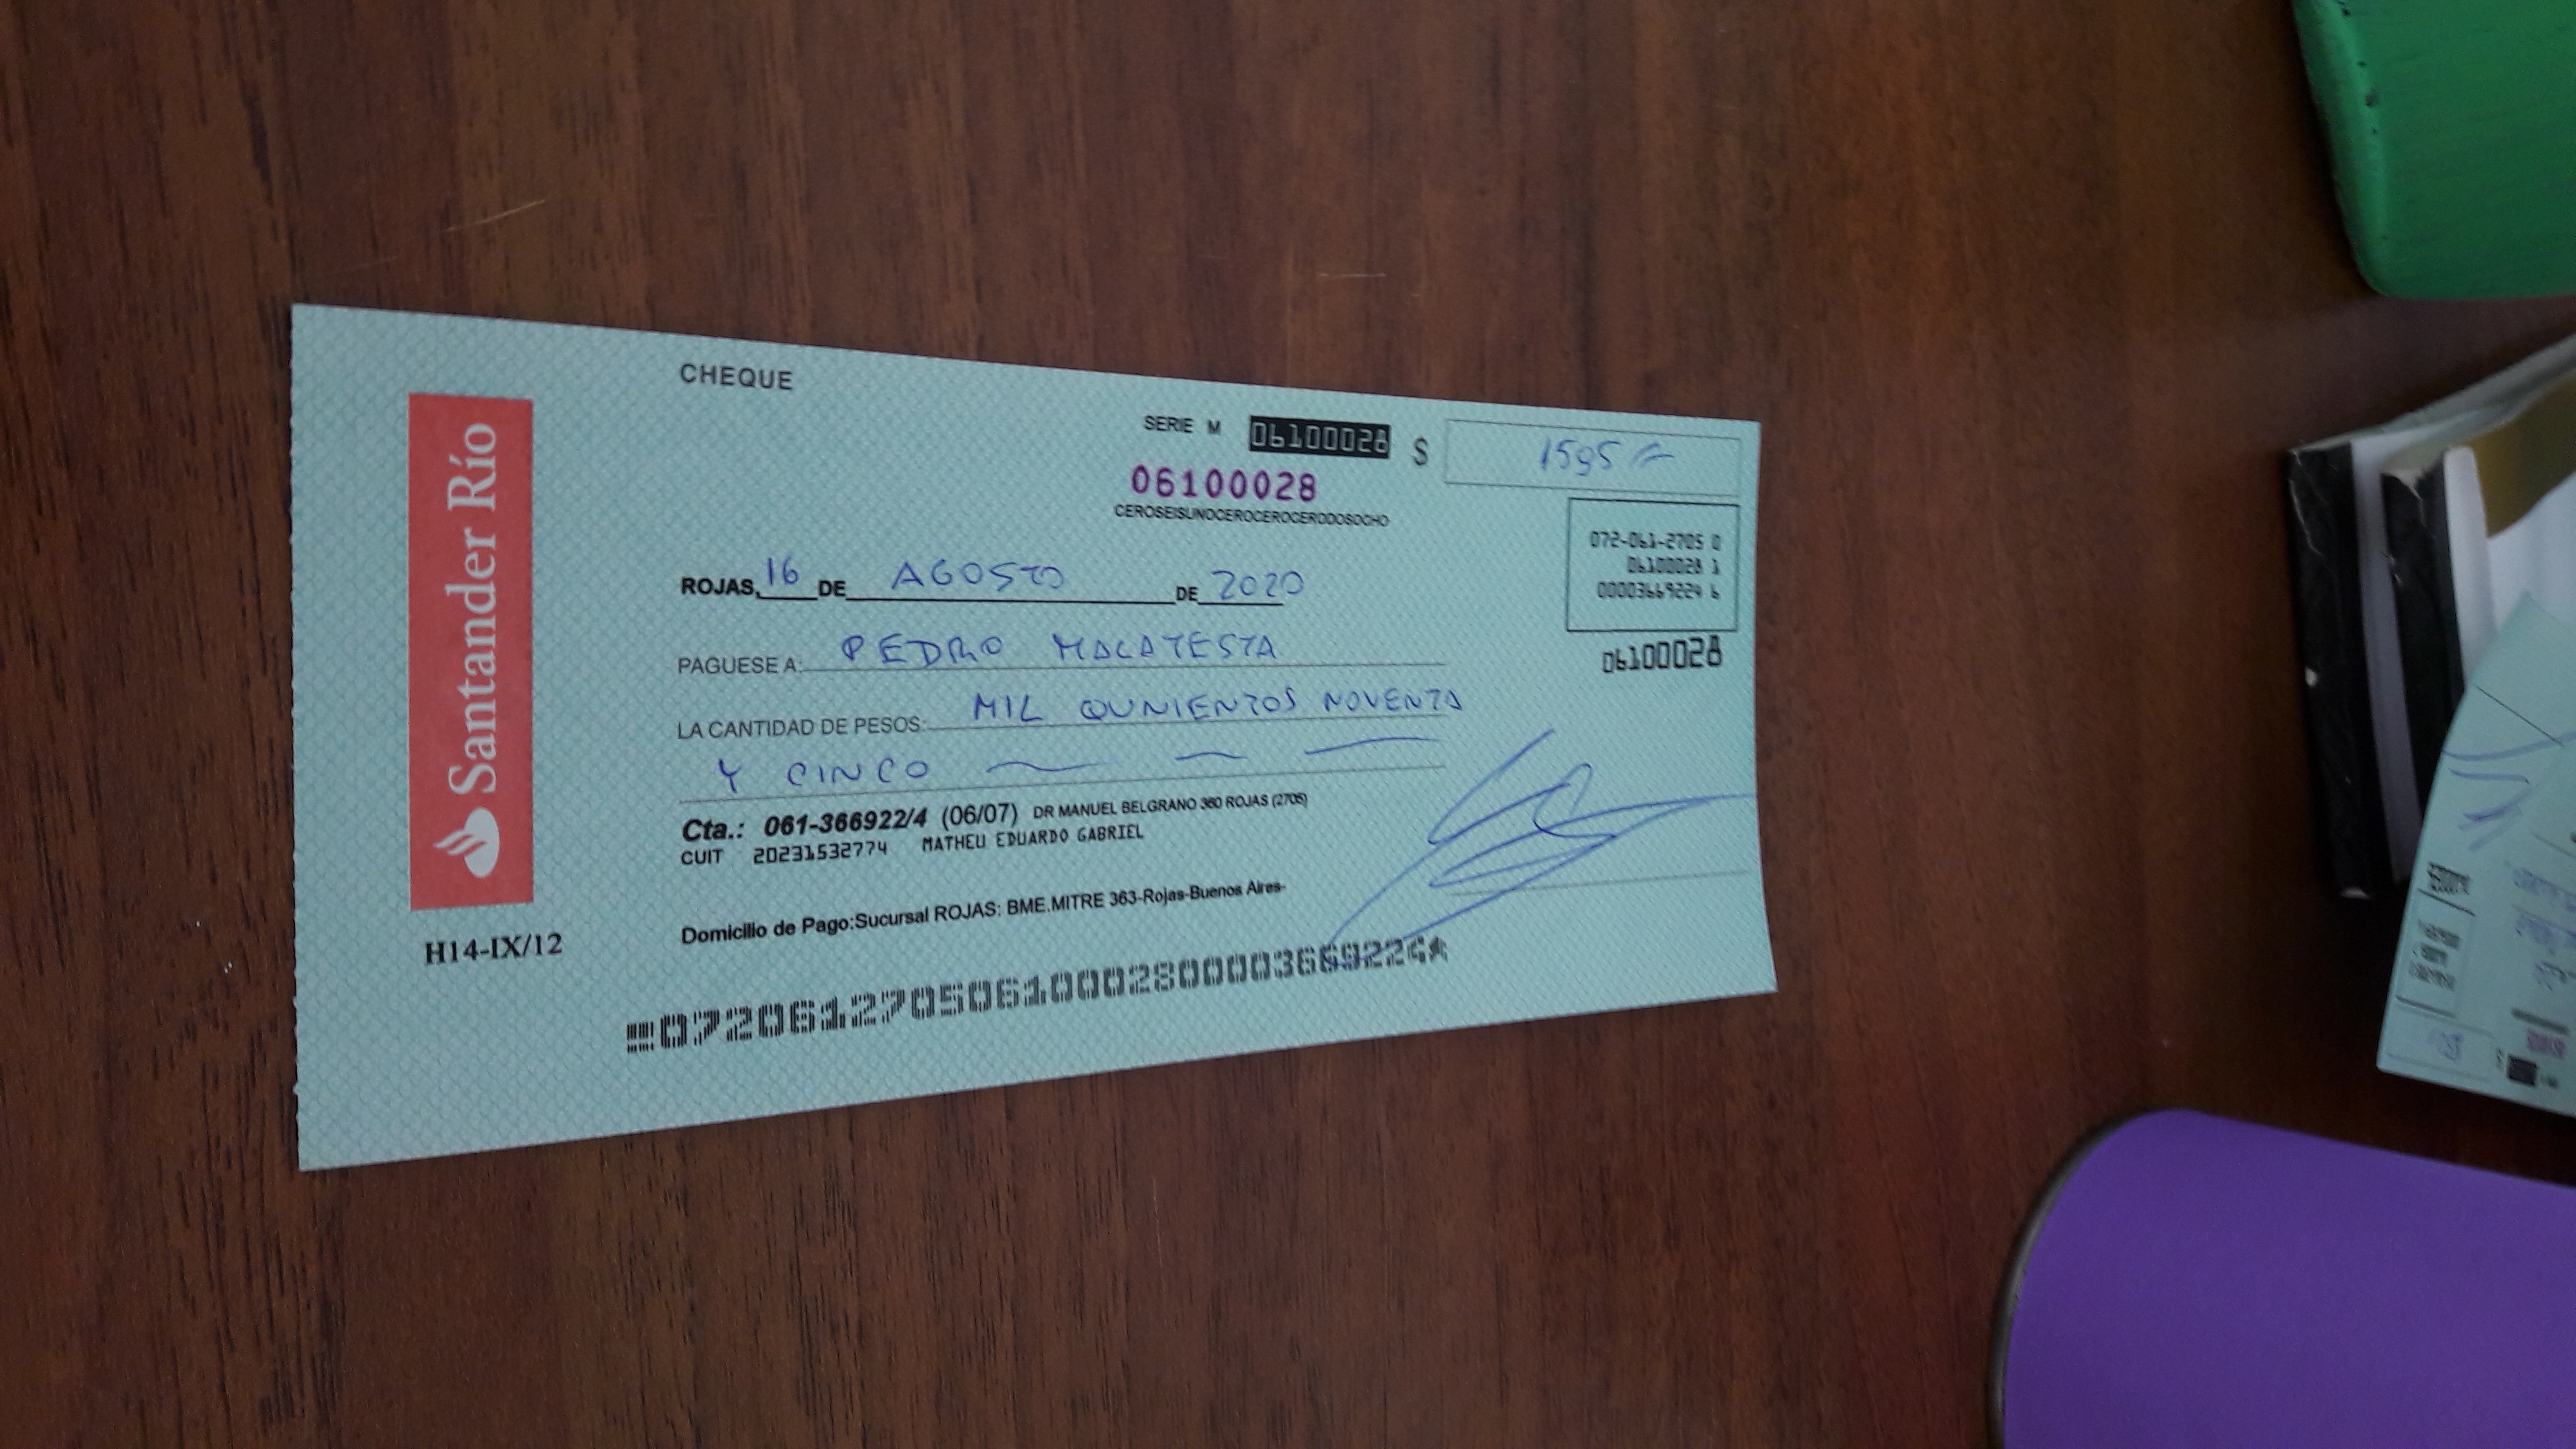 CHEQUE
Santander Río
H14-IX/12
SERIE M 06100028 $ 1595
06100028
CEROSEISUNOCEROCEROCERODOSOCHO
072-061-2705 0
06100028 1
00003669224 6
06100028
ROJAS, 16 DE AGOSTO DE 2020
PAGUESE A: PEDRO MALATESTA
LA CANTIDAD DE PESOS: MIL QUNIENTOS NOVENTA
Y CINCO
Cta.: 061-366922/4 (06/07) DR MANUEL BELGRANO 360 ROJAS (2705)
CUIT 20231532774 MATHEU EDUARDO GABRIEL
Domicilio de Pago:Sucursal ROJAS: BME.MITRE 363-Rojas-Buenos Aires-
07206127050610002800003669224